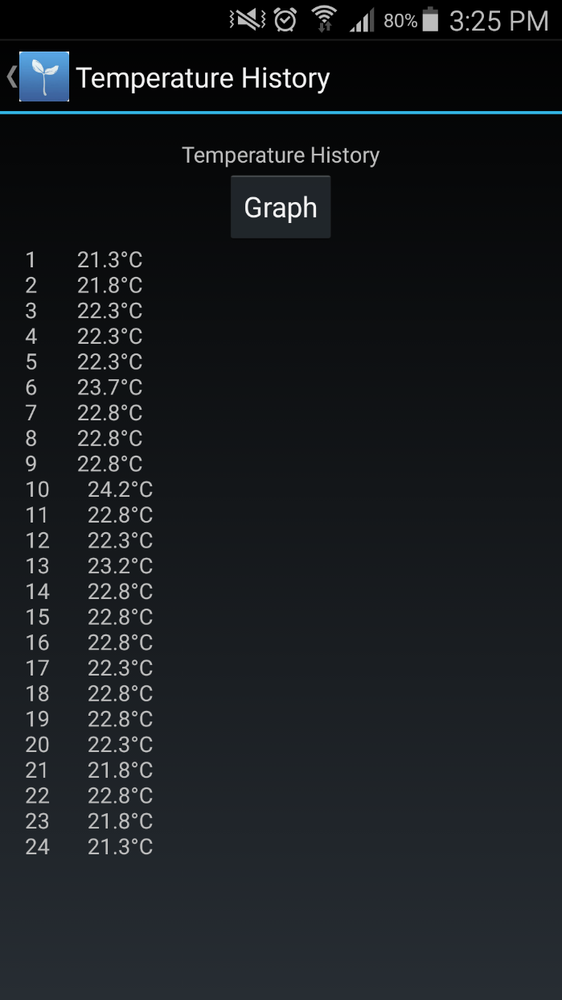 80% 3:25 PM
Temperature History
Temperature History
Graph
1 21.3°C
2 21.8°C
3 22.3°C
4 22.3°C
5 22.3°C
6 23.7°C
7 22.8°C
8 22.8°C
9 22.8°C
10 24.2°C
11 22.8°C
12 22.3°C
13 23.2°C
14 22.8°C
15 22.8°C
16 22.8°C
17 22.3°C
18 22.8°C
19 22.8°C
20 22.3°C
21 21.8°C
22 22.8°C
23 21.8°C
24 21.3°C